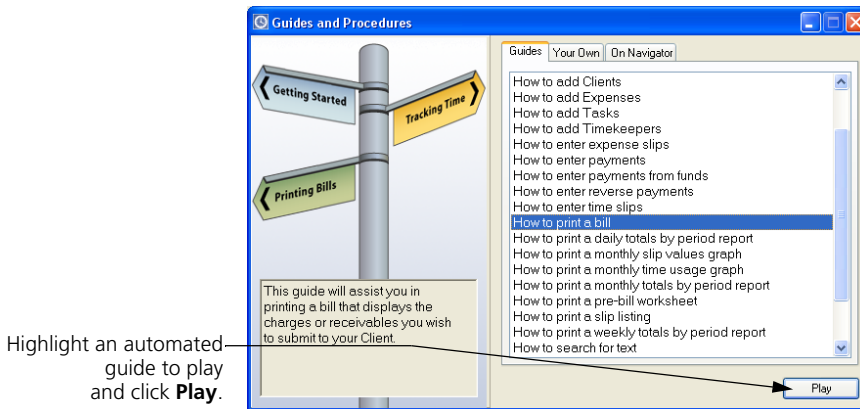 Guides and Procedures
Getting Started
Tracking Time
Printing Bills
This guide will assist you in
printing a bill that displays the
charges or receivables you wish
to submit to your Client.
Guides Your Own On Navigator
How to add Clients
How to add Expenses
How to add Tasks
How to add Timekeepers
How to enter expense slips
How to enter payments
How to enter payments from funds
How to enter reverse payments
How to enter time slips
How to print a bill
How to print a daily totals by period report
How to print a monthly slip values graph
How to print a monthly time usage graph
How to print a monthly totals by period report
How to print a pre-bill worksheet
How to print a slip listing
How to print a weekly totals by period report
How to search for text
Play
Highlight an automated
guide to play
and click Play.